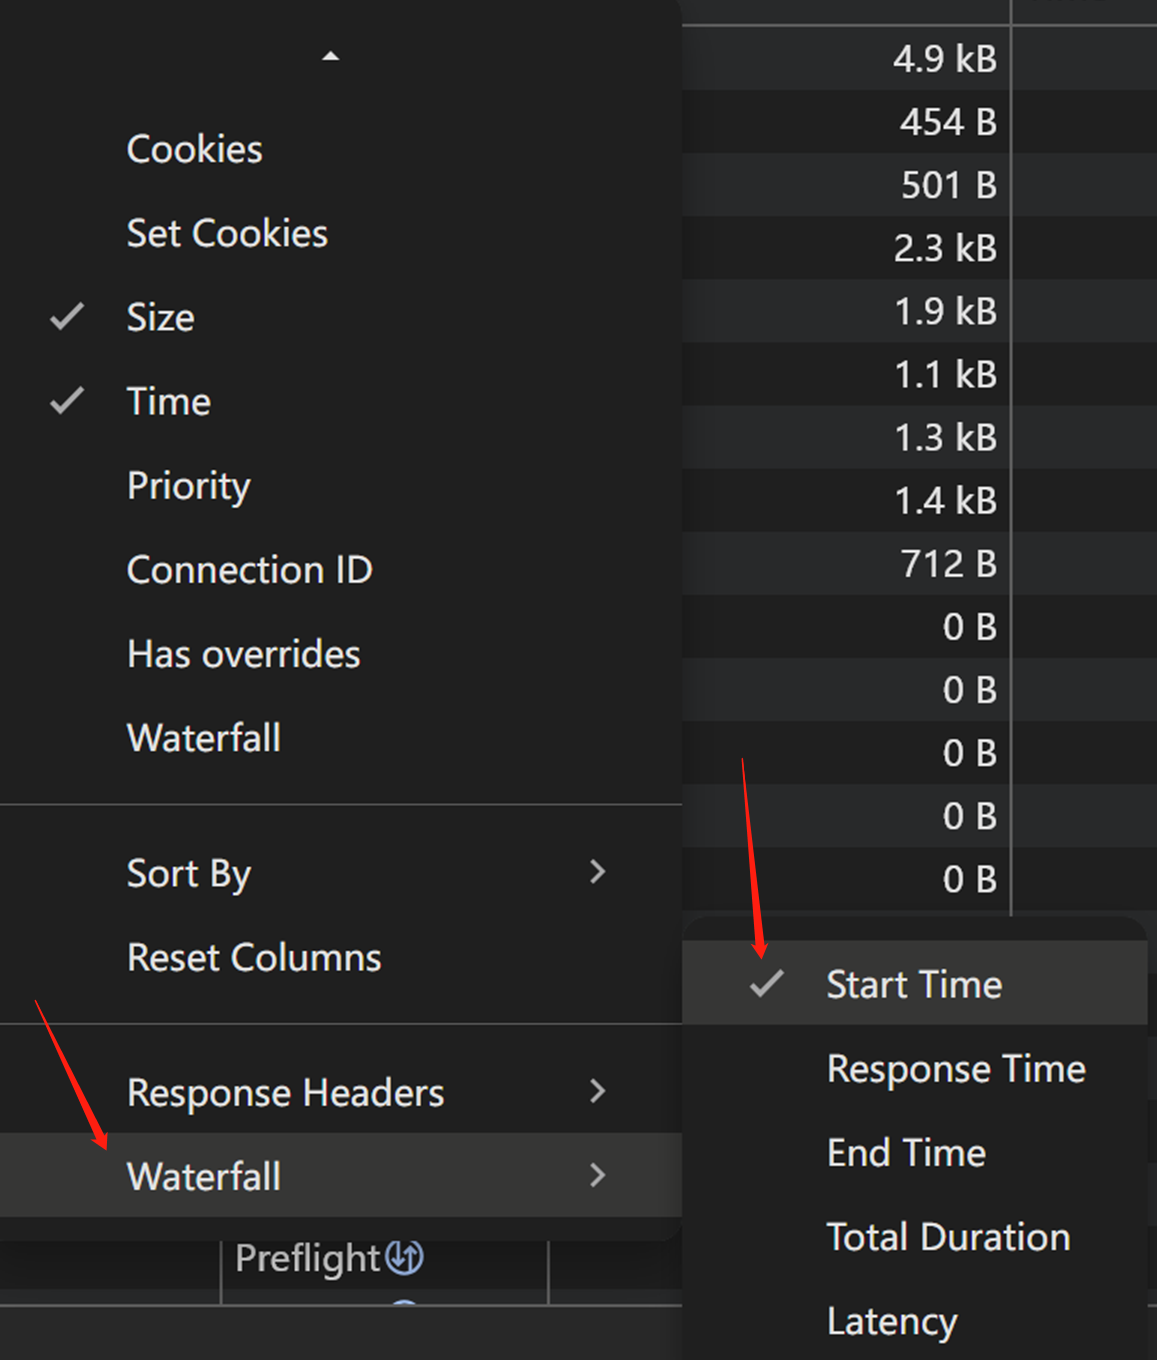 Cookies
Set Cookies
Size
Time
Priority
Connection ID
Has overrides
Waterfall
Sort By
Reset Columns
Response Headers
Waterfall
Preflight
4.9 kB
454 B
501 B
2.3 kB
1.9 kB
1.1 kB
1.3 kB
1.4 kB
712 B
0 B
0 B
0 B
0 B
0 B
Start Time
Response Time
End Time
Total Duration
Latency